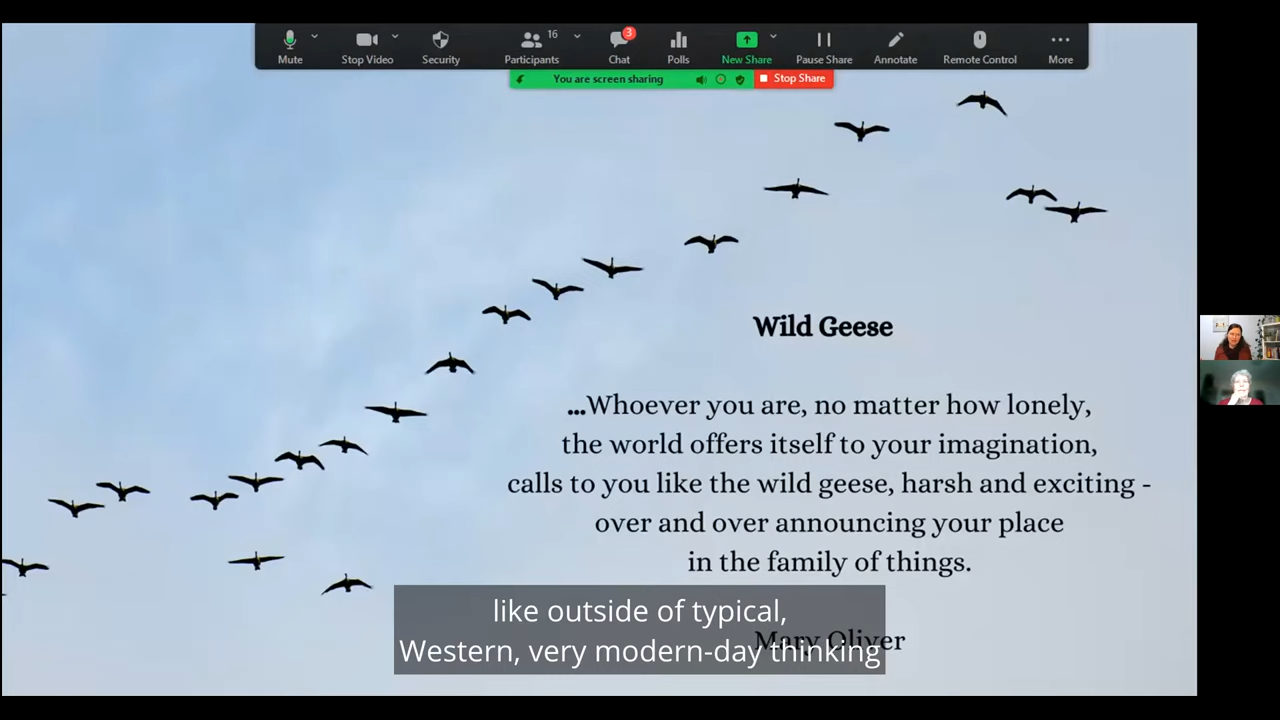 16
3
Mute
Stop Video
Security
Participants
Chat
Polls
New Share
Pause Share
Annotate
Remote Control
More
You are screen sharing
Stop Share
Wild Geese
...Whoever you are, no matter how lonely,
the world offers itself to your imagination,
calls to you like the wild geese, harsh and exciting -
over and over announcing your place
in the family of things.
Mary Oliver
like outside of typical,
Western, very modern-day thinking